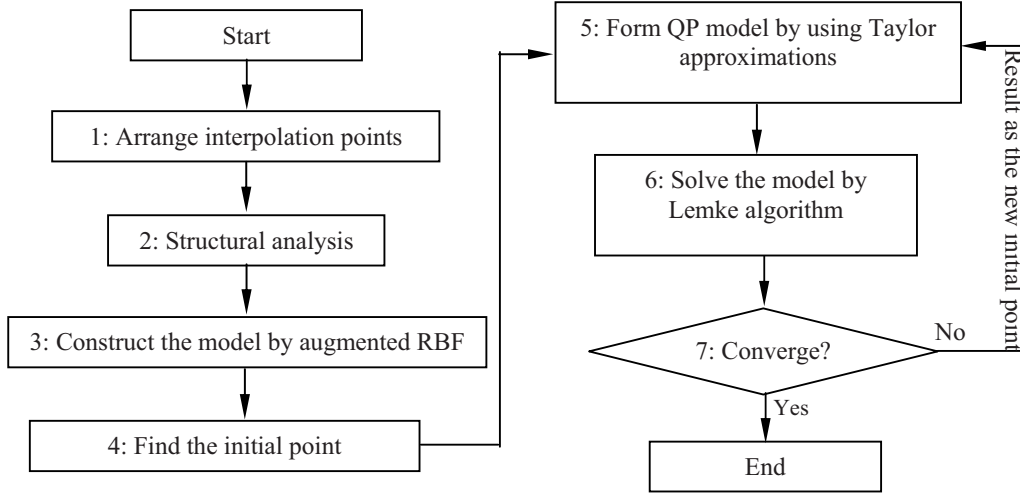 Start
1: Arrange interpolation points
2: Structural analysis
3: Construct the model by augmented RBF
4: Find the initial point
5: Form QP model by using Taylor
approximations
6: Solve the model by
Lemke algorithm
7: Converge?
No
Result as the new initial point
Yes
End